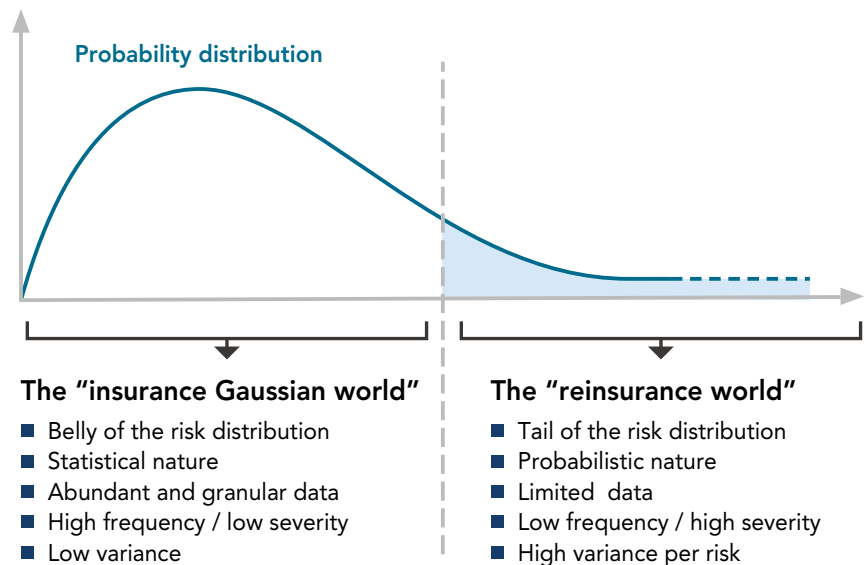 Probability distribution
The “insurance Gaussian world”
Belly of the risk distribution
Statistical nature
Abundant and granular data
High frequency / low severity
Low variance
The “reinsurance world”
Tail of the risk distribution
Probabilistic nature
Limited data
Low frequency / high severity
High variance per risk